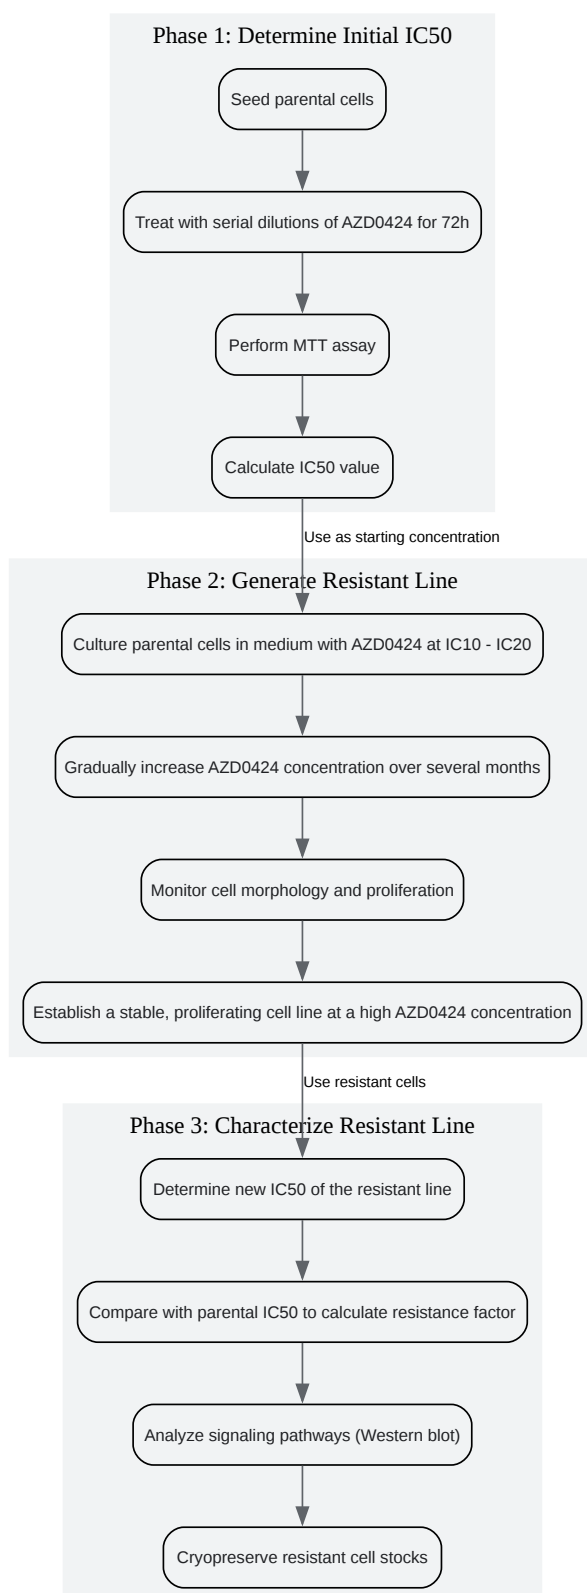 Phase 1: Determine Initial IC50
Seed parental cells
Treat with serial dilutions of AZD0424 for 72h
Perform MTT assay
Calculate IC50 value
Use as starting concentration
Phase 2: Generate Resistant Line
Culture parental cells in medium with AZD0424 at IC10 - IC20
Gradually increase AZD0424 concentration over several months
Monitor cell morphology and proliferation
Establish a stable, proliferating cell line at a high AZD0424 concentration
Use resistant cells
Phase 3: Characterize Resistant Line
Determine new IC50 of the resistant line
Compare with parental IC50 to calculate resistance factor
Analyze signaling pathways (Western blot)
Cryopreserve resistant cell stocks